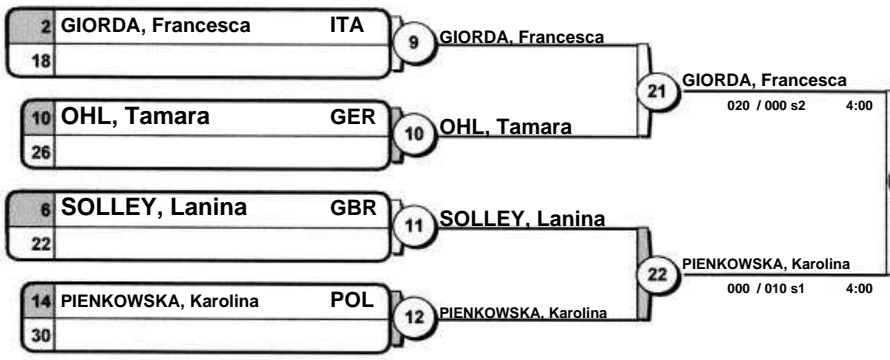 2 GIORDA, Francesca ITA
18
9
GIORDA, Francesca
10 OHL, Tamara GER
26
10
OHL, Tamara
21
GIORDA, Francesca
020 / 000 s2 4:00
6 SOLLEY, Lanina GBR
22
11
SOLLEY, Lanina
14 PIENKOWSKA, Karolina POL
30
12
PIENKOWSKA, Karolina
22
PIENKOWSKA, Karolina
000 / 010 s1 4:00